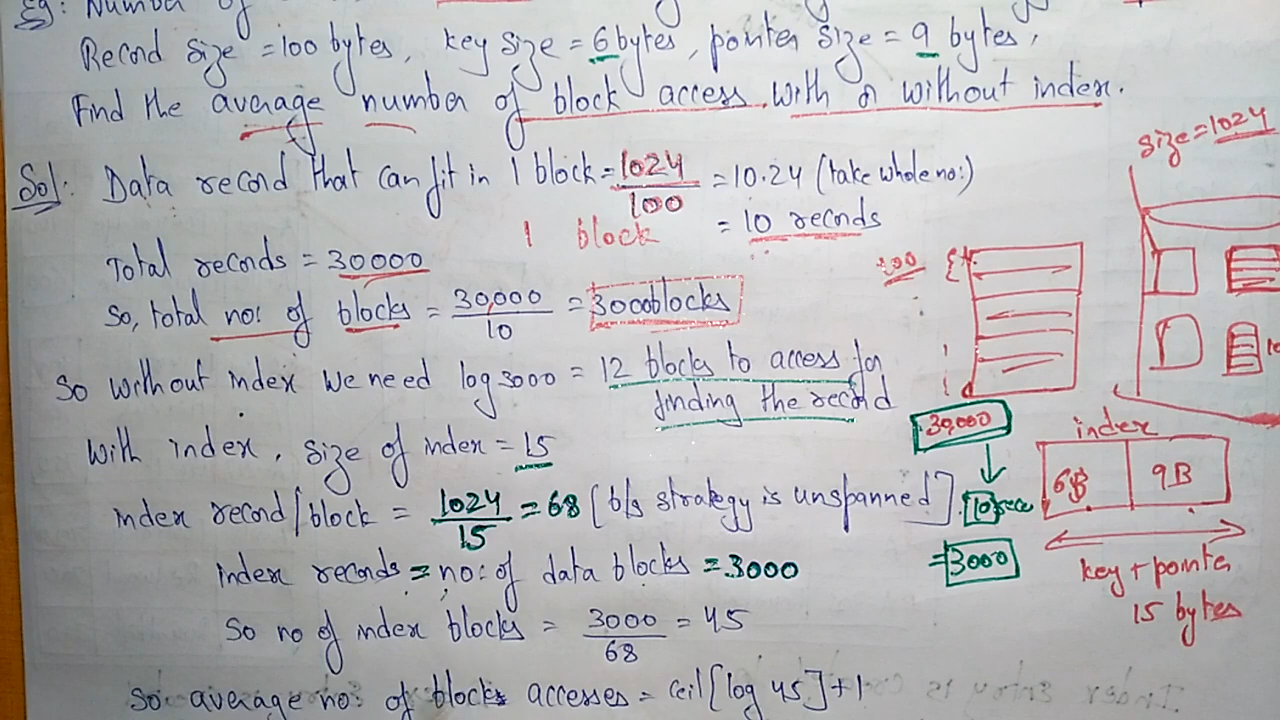 Eg: Number of
Record size = 100 bytes, key size = 6 bytes, pointer size = 9 bytes,
Find the average number of block access with & without index.
Sol: Data record that can fit in 1 block = 1024/100 = 10.24 (take whole no:)
1 block = 10 records
Total records = 30000
So, total no: of blocks = 30,000/10 = 3000 blocks
So without index we need log 3000 = 12 blocks to access for
finding the record
With index, size of index = 15
index record/block = 1024/15 = 68 [b/s strategy is unspanned]
index records = no: of data blocks = 3000
So no of index blocks = 3000/68 = 45
So average no: of blocks accesses = ceil[log 45] + 1
size = 1024
30,000
10 rec
= 3000
index
6B 9B
key + pointer
15 bytes